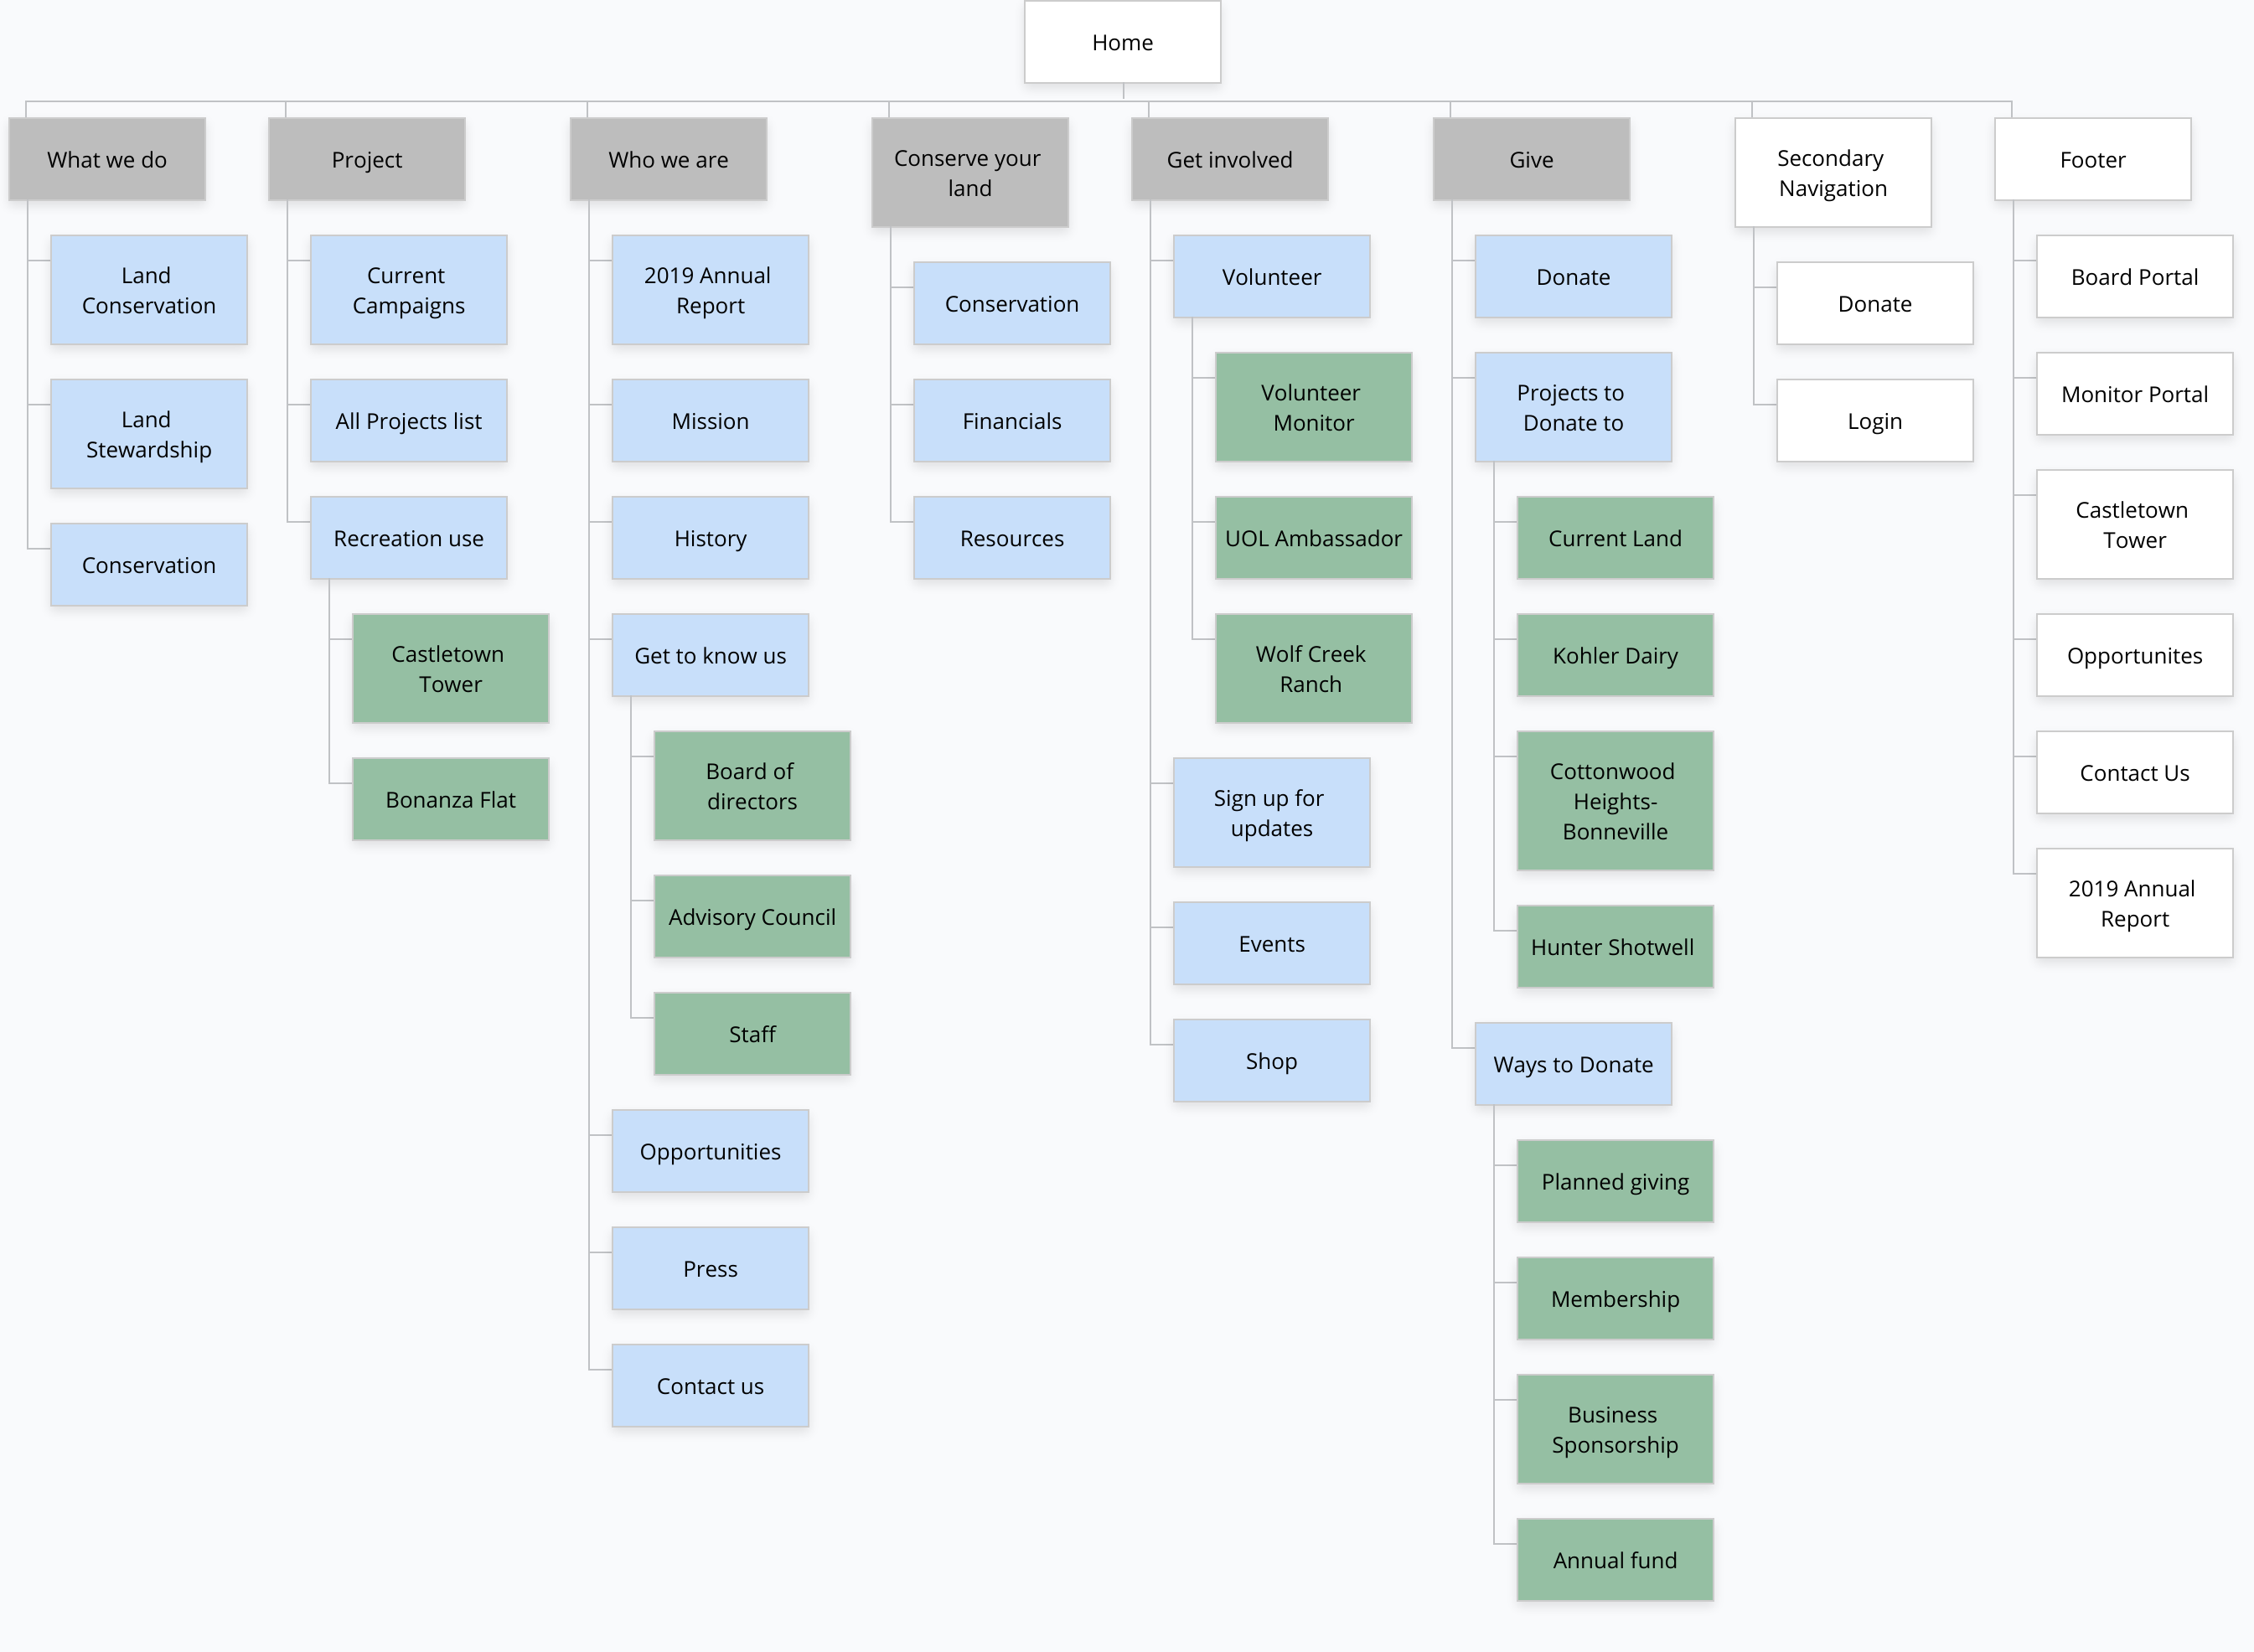 Home
What we do
Land
Conservation
Land
Stewardship
Conservation
Project
Current
Campaigns
All Projects list
Recreation use
Castletown
Tower
Bonanza Flat
Who we are
2019 Annual
Report
Mission
History
Get to know us
Board of
directors
Advisory Council
Staff
Opportunities
Press
Contact us
Conserve your
land
Conservation
Financials
Resources
Get involved
Volunteer
Volunteer
Monitor
UOL Ambassador
Wolf Creek
Ranch
Sign up for
updates
Events
Shop
Give
Donate
Projects to
Donate to
Current Land
Kohler Dairy
Cottonwood
Heights-
Bonneville
Hunter Shotwell
Ways to Donate
Planned giving
Membership
Business
Sponsorship
Annual fund
Secondary
Navigation
Donate
Login
Footer
Board Portal
Monitor Portal
Castletown
Tower
Opportunites
Contact Us
2019 Annual
Report